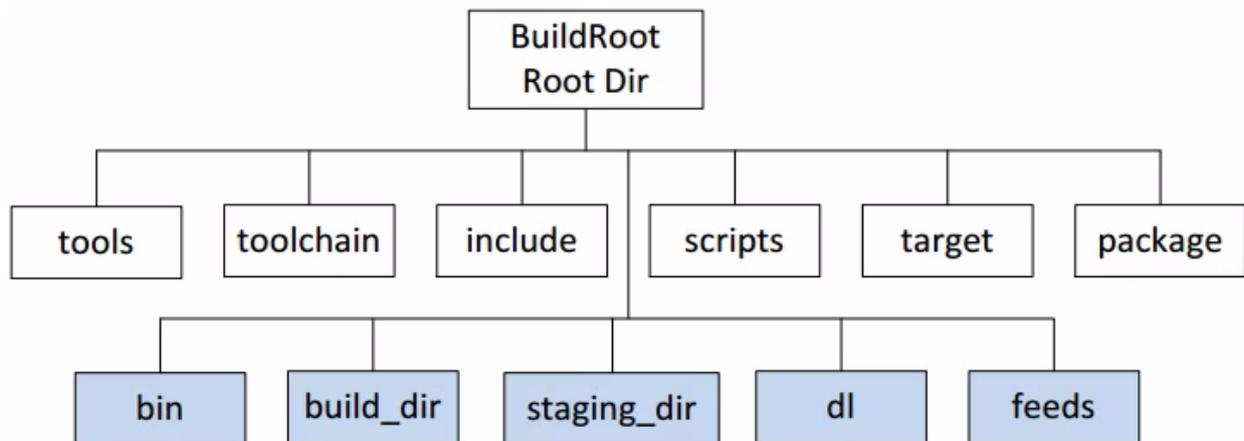 BuildRoot
Root Dir
tools
toolchain
include
scripts
target
package
bin
build_dir
staging_dir
dl
feeds